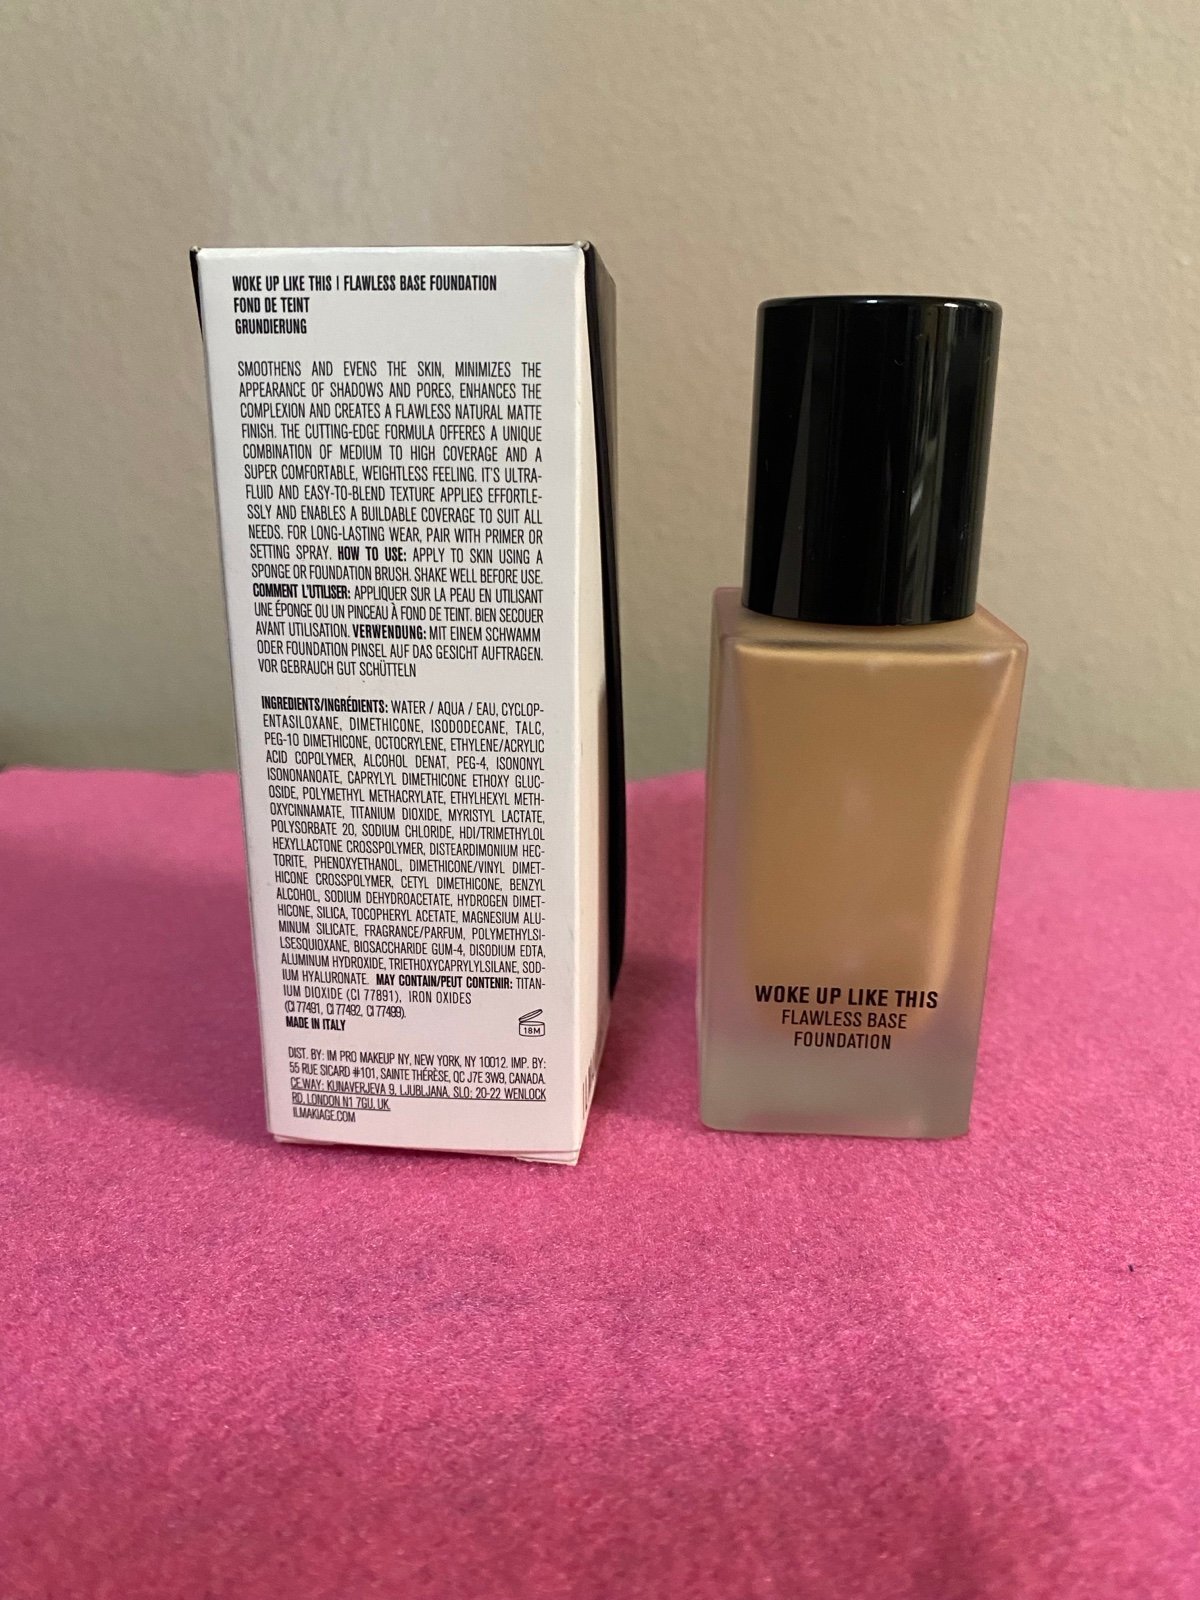 WOKE UP LIKE THIS | FLAWLESS BASE FOUNDATION
FOND DE TEINT
GRUNDIERUNG
SMOOTHENS AND EVENS THE SKIN, MINIMIZES THE
APPEARANCE OF SHADOWS AND PORES, ENHANCES THE
COMPLEXION AND CREATES A FLAWLESS NATURAL MATTE
FINISH. THE CUTTING-EDGE FORMULA OFFERES A UNIQUE
COMBINATION OF MEDIUM TO HIGH COVERAGE AND A
SUPER COMFORTABLE, WEIGHTLESS FEELING. IT'S ULTRA-
FLUID AND EASY-TO-BLEND TEXTURE APPLIES EFFORTLE-
SSLY AND ENABLES A BUILDABLE COVERAGE TO SUIT ALL
NEEDS. FOR LONG-LASTING WEAR, PAIR WITH PRIMER OR
SETTING SPRAY. HOW TO USE: APPLY TO SKIN USING A
SPONGE OR FOUNDATION BRUSH. SHAKE WELL BEFORE USE.
COMMENT L'UTILISER: APPLIQUER SUR LA PEAU EN UTILISANT
UNE ÉPONGE OU UN PINCEAU À FOND DE TEINT. BIEN SECOUER
AVANT UTILISATION. VERWENDUNG: MIT EINEM SCHWAMM
ODER FOUNDATION PINSEL AUF DAS GESICHT AUFTRAGEN.
VOR GEBRAUCH GUT SCHÜTTELN
INGREDIENTS/INGRÉDIENTS: WATER / AQUA / EAU, CYCLOP-
ENTASILOXANE, DIMETHICONE, ISODODECANE, TALC,
PEG-10 DIMETHICONE, OCTOCRYLENE, ETHYLENE/ACRYLIC
ACID COPOLYMER, ALCOHOL DENAT, PEG-4, ISONONYL
ISONONANOATE, CAPRYLYL DIMETHICONE ETHOXY GLUC-
OSIDE, POLYMETHYL METHACRYLATE, ETHYLHEXYL METH-
OXYCINNAMATE, TITANIUM DIOXIDE, MYRISTYL LACTATE,
POLYSORBATE 20, SODIUM CHLORIDE, HDI/TRIMETHYLOL
HEXYLLACTONE CROSSPOLYMER, DISTEARDIMONIUM HEC-
TORITE, PHENOXYETHANOL, DIMETHICONE/VINYL DIMET-
HICONE CROSSPOLYMER, CETYL DIMETHICONE, BENZYL
ALCOHOL, SODIUM DEHYDROACETATE, HYDROGEN DIMET-
HICONE, SILICA, TOCOPHERYL ACETATE, MAGNESIUM ALU-
MINUM SILICATE, FRAGRANCE/PARFUM, POLYMETHYLSI-
LSESQUIOXANE, BIOSACCHARIDE GUM-4, DISODIUM EDTA,
ALUMINUM HYDROXIDE, TRIETHOXYCAPRYLYLSILANE, SOD-
IUM HYALURONATE. MAY CONTAIN/PEUT CONTENIR: TITAN-
IUM DIOXIDE (CI 77891), IRON OXIDES
(CI 77491, CI 77492, CI 77499).
MADE IN ITALY
18M
DIST. BY: IM PRO MAKEUP NY, NEW YORK, NY 10012. IMP. BY:
55 RUE SICARD #101, SAINTE THÉRÈSE, QC J7E 3W9, CANADA.
CE.WAY: KUNAVERJEVA 9, LJUBLJANA, SLO: 20-22 WENLOCK
RD, LONDON N1 7GU, UK.
ILMAKIAGE.COM
WOKE UP LIKE THIS
FLAWLESS BASE
FOUNDATION